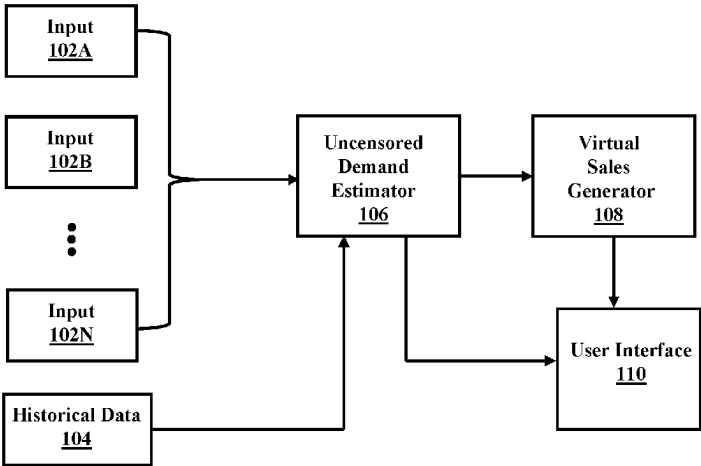 Input
102A
Input
102B
Input
102N
Historical Data
104
Uncensored
Demand
Estimator
106
Virtual
Sales
Generator
108
User Interface
110